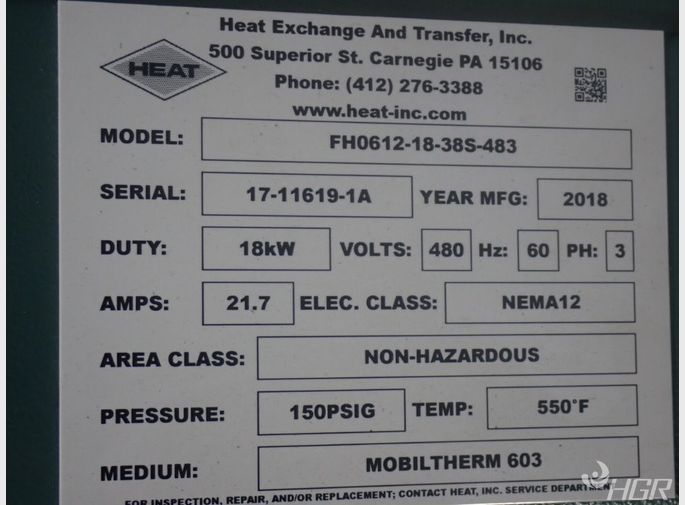 Heat Exchange And Transfer, Inc.
500 Superior St. Carnegie PA 15106
Phone: (412) 276-3388
www.heat-inc.com
HEAT
MODEL: FH0612-18-38S-483
SERIAL: 17-11619-1A YEAR MFG: 2018
DUTY: 18kW VOLTS: 480 Hz: 60 PH: 3
AMPS: 21.7 ELEC. CLASS: NEMA12
AREA CLASS: NON-HAZARDOUS
PRESSURE: 150PSIG TEMP: 550°F
MEDIUM: MOBILTHERM 603
FOR INSPECTION, REPAIR, AND/OR REPLACEMENT; CONTACT HEAT, INC. SERVICE DEPARTMENT
HGR